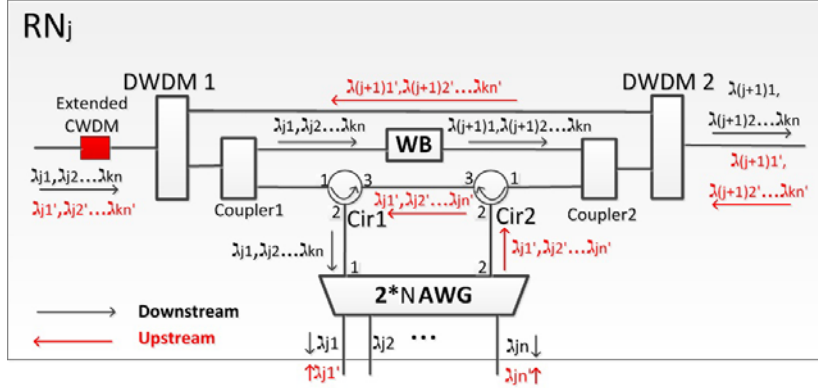 RNj
DWDM 1
DWDM 2
λ(j+1)1',λ(j+1)2'...λkn'
λ(j+1)1,
λ(j+1)2...λkn
Extended
CWDM
λj1,λj2...λkn
WB
λ(j+1)1,λ(j+1)2...λkn
λ(j+1)1',
λ(j+1)2'...λkn'
λj1,λj2...λkn
λj1',λj2'...λkn'
Coupler1
1
3
2
Cir1
λj1',λj2'...λjn'
3
1
2
Cir2
Coupler2
λj1,λj2...λkn
λj1',λj2'...λjn'
1
2
2*NAWG
Downstream
Upstream
λj1
λj2
...
λjn
λj1'
λjn'